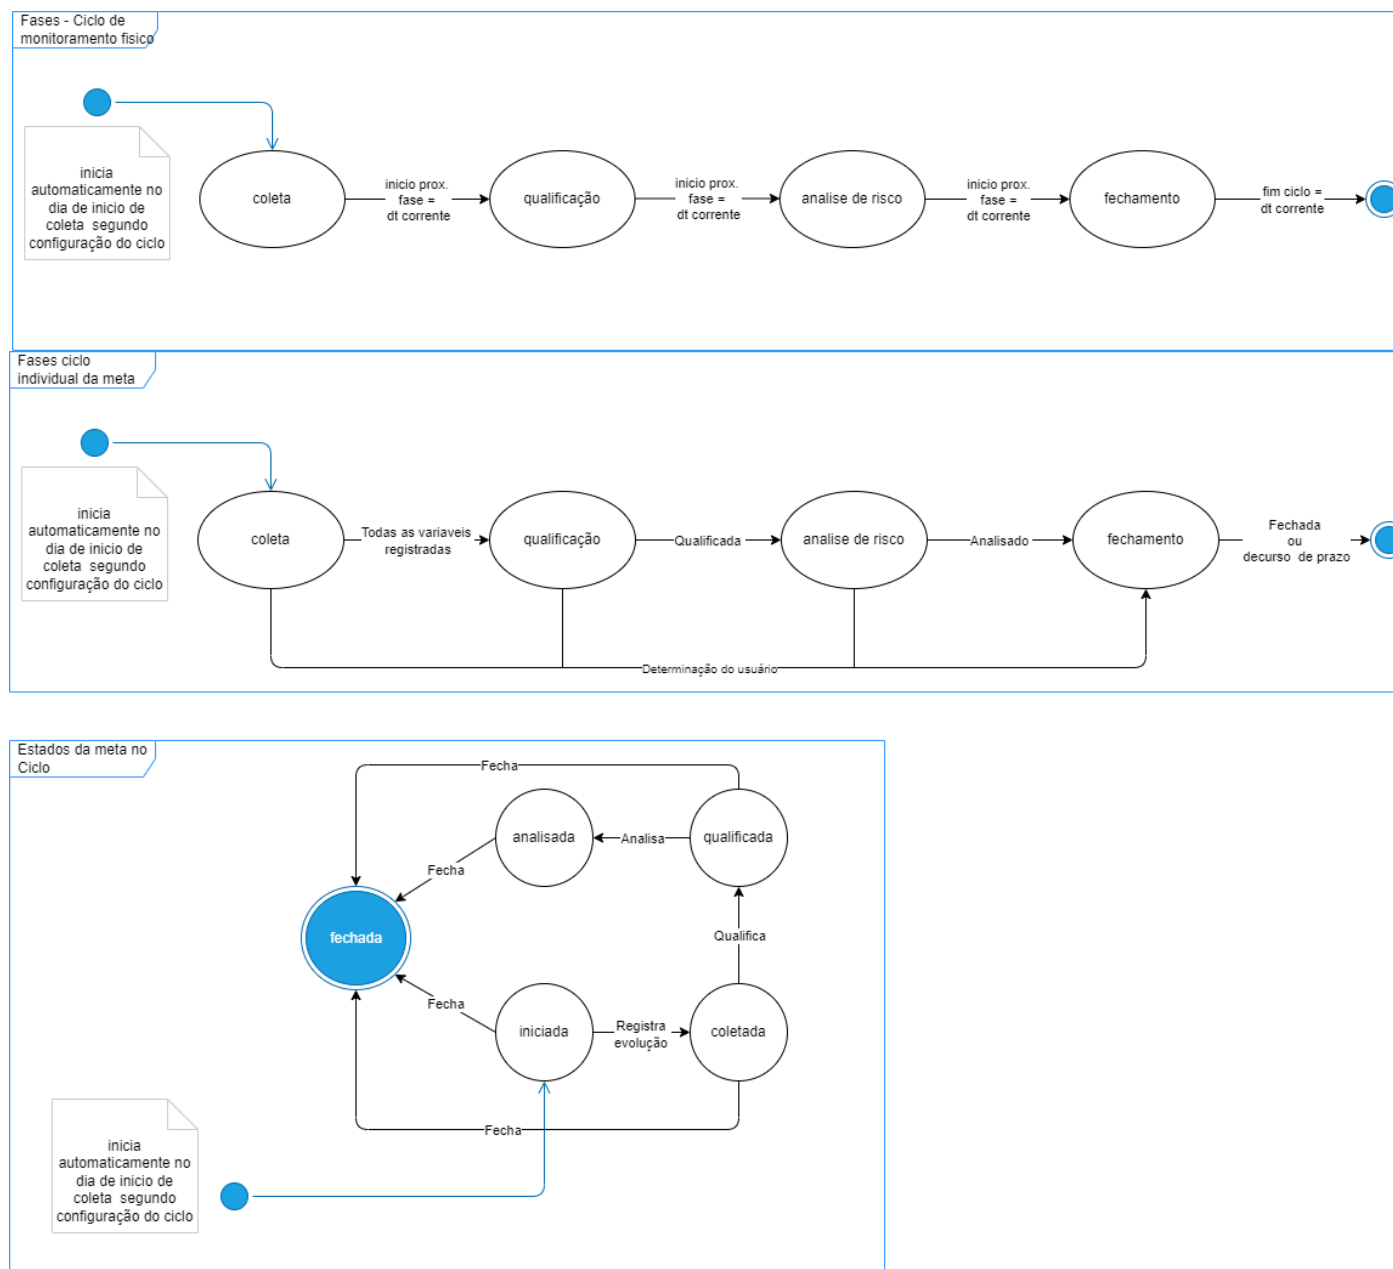 Fases - Ciclo de
monitoramento fisico
inicia
automaticamente no
dia de inicio de
coleta segundo
configuração do ciclo
coleta
inicio prox.
fase =
dt corrente
qualificação
inicio prox.
fase =
dt corrente
analise de risco
inicio prox.
fase =
dt corrente
fechamento
fim ciclo =
dt corrente
Fases ciclo
individual da meta
inicia
automaticamente no
dia de inicio de
coleta segundo
configuração do ciclo
coleta
Todas as variaveis
registradas
qualificação
Qualificada
analise de risco
Analisado
fechamento
Fechada
ou
decurso de prazo
Determinação do usuário
Estados da meta no
Ciclo
Fecha
analisada
Analisa
qualificada
Fecha
fechada
Qualifica
Fecha
iniciada
Registra
evolução
coletada
Fecha
inicia
automaticamente no
dia de inicio de
coleta segundo
configuração do ciclo